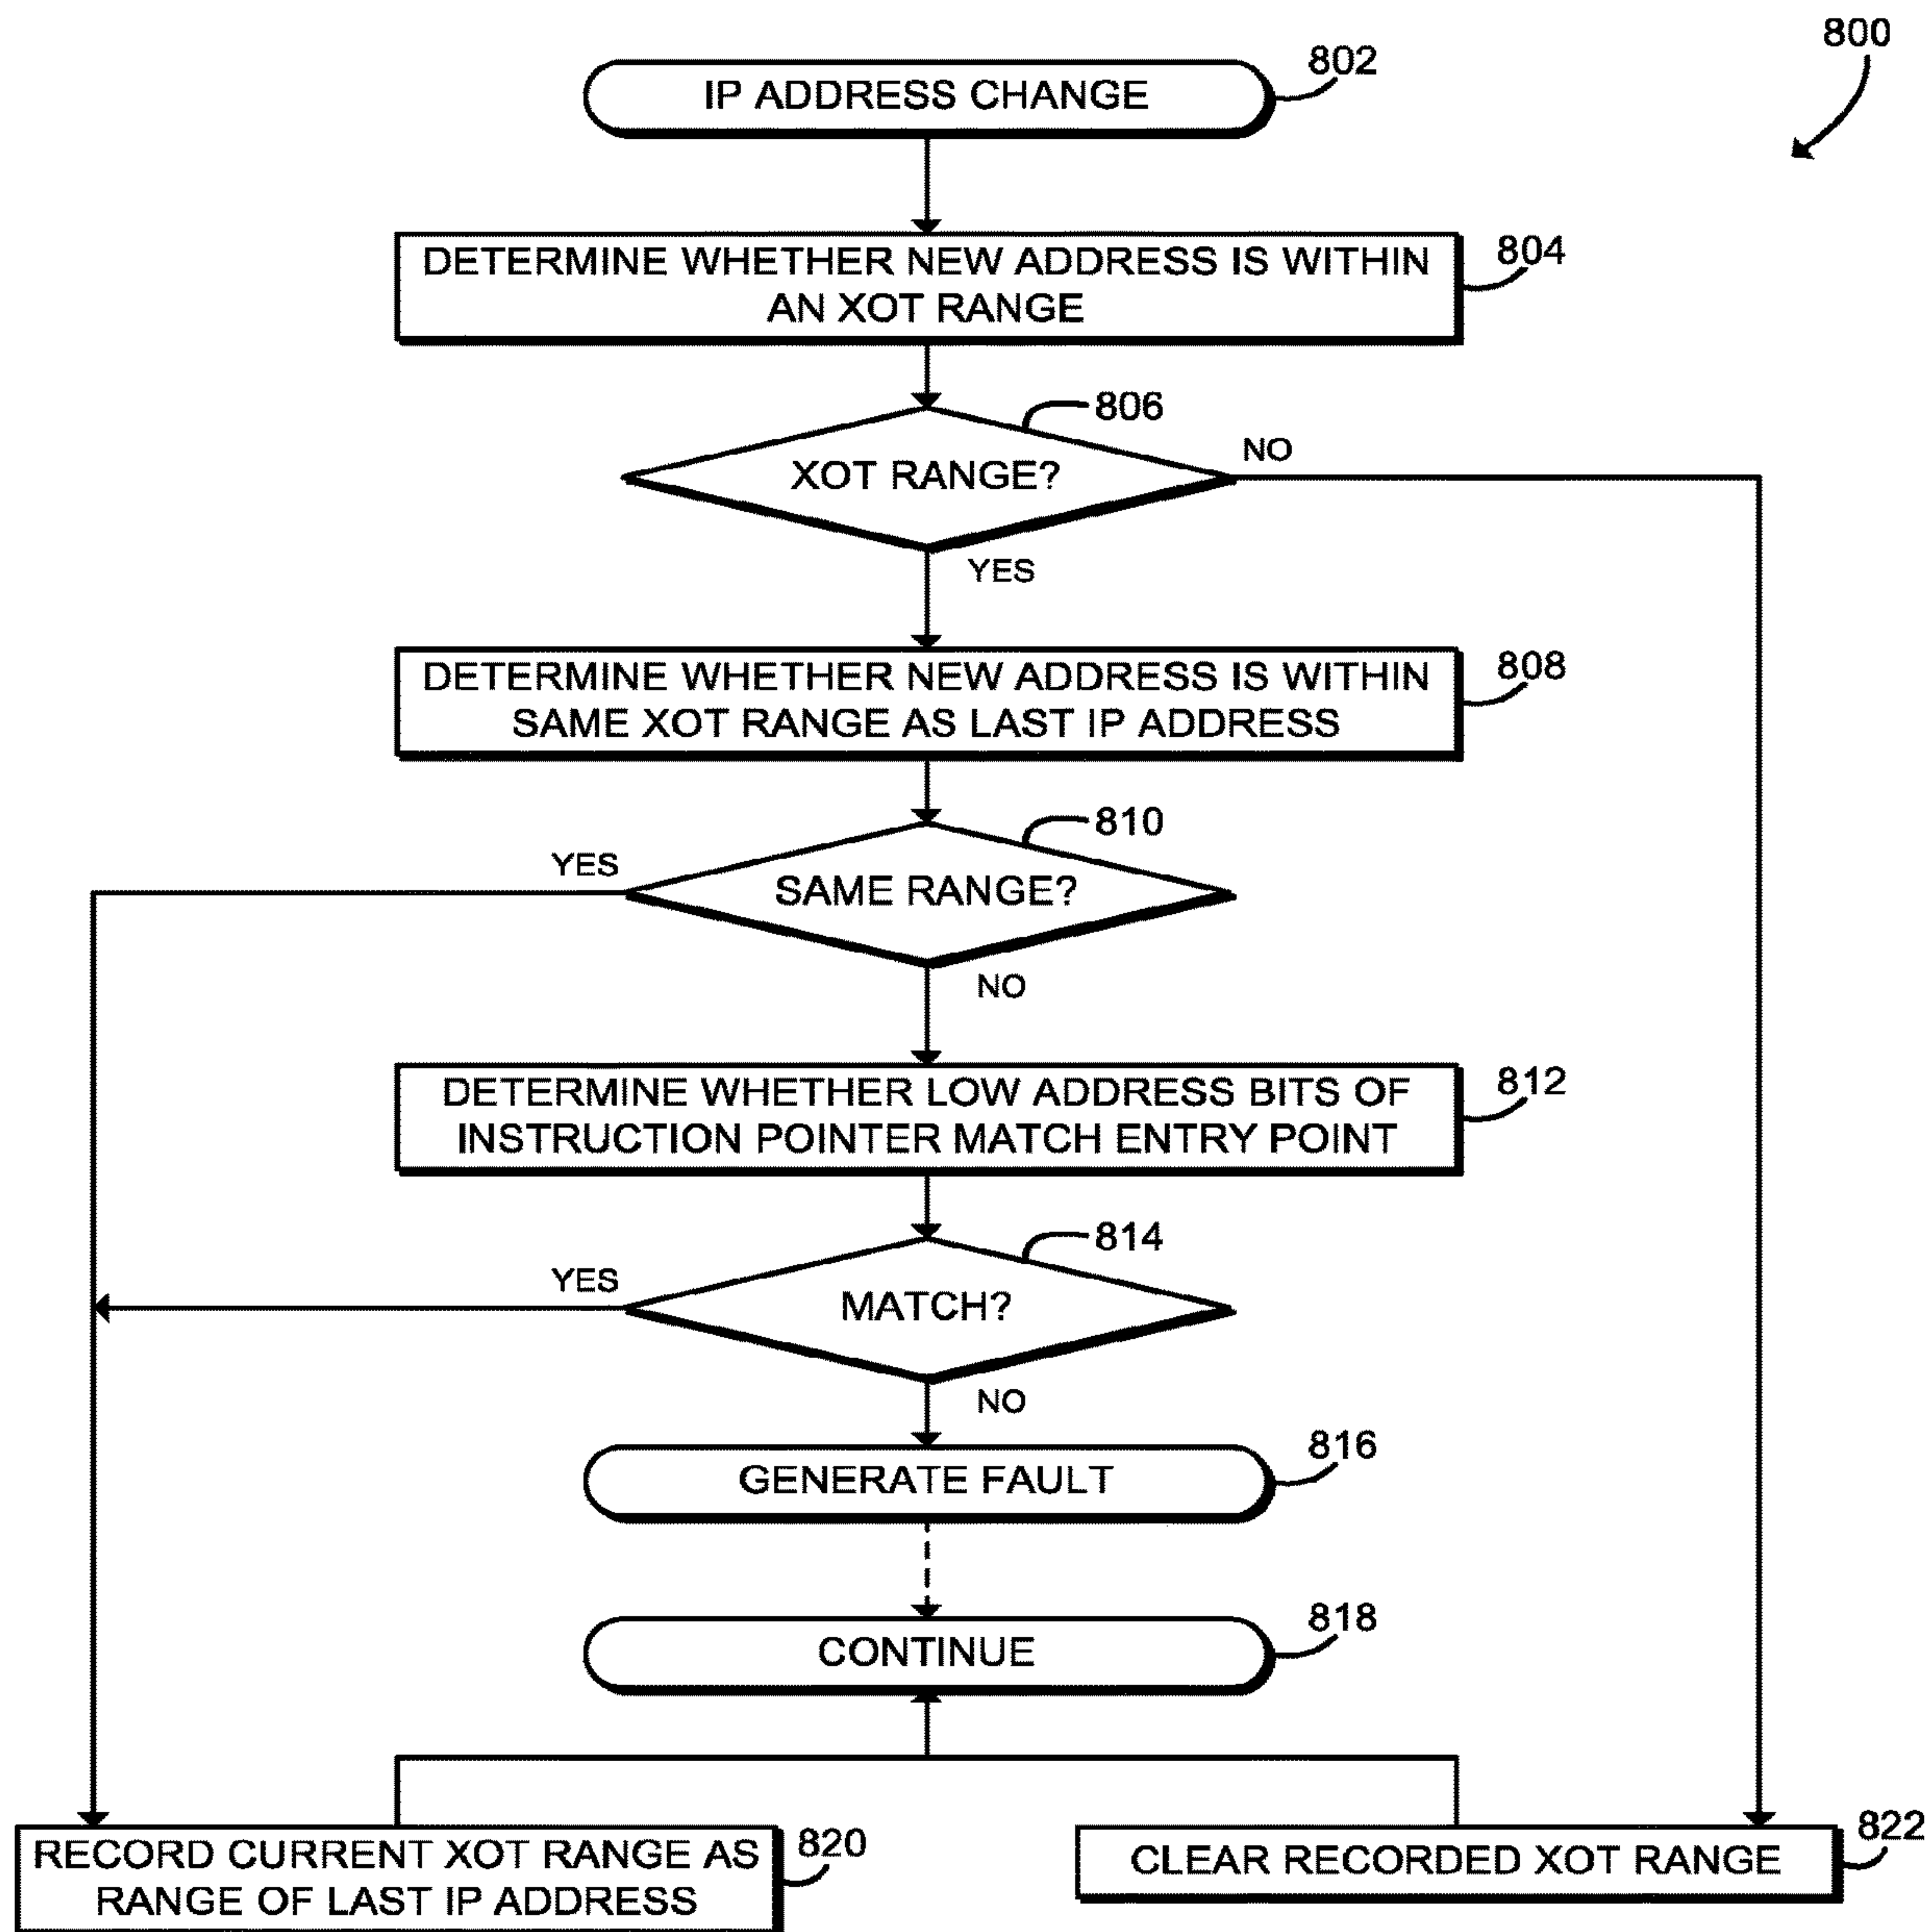 800
IP ADDRESS CHANGE
802
DETERMINE WHETHER NEW ADDRESS IS WITHIN
AN XOT RANGE
804
806
XOT RANGE?
NO
YES
DETERMINE WHETHER NEW ADDRESS IS WITHIN
SAME XOT RANGE AS LAST IP ADDRESS
808
810
YES
SAME RANGE?
NO
DETERMINE WHETHER LOW ADDRESS BITS OF
INSTRUCTION POINTER MATCH ENTRY POINT
812
814
YES
MATCH?
NO
GENERATE FAULT
816
CONTINUE
818
RECORD CURRENT XOT RANGE AS
RANGE OF LAST IP ADDRESS
820
CLEAR RECORDED XOT RANGE
822